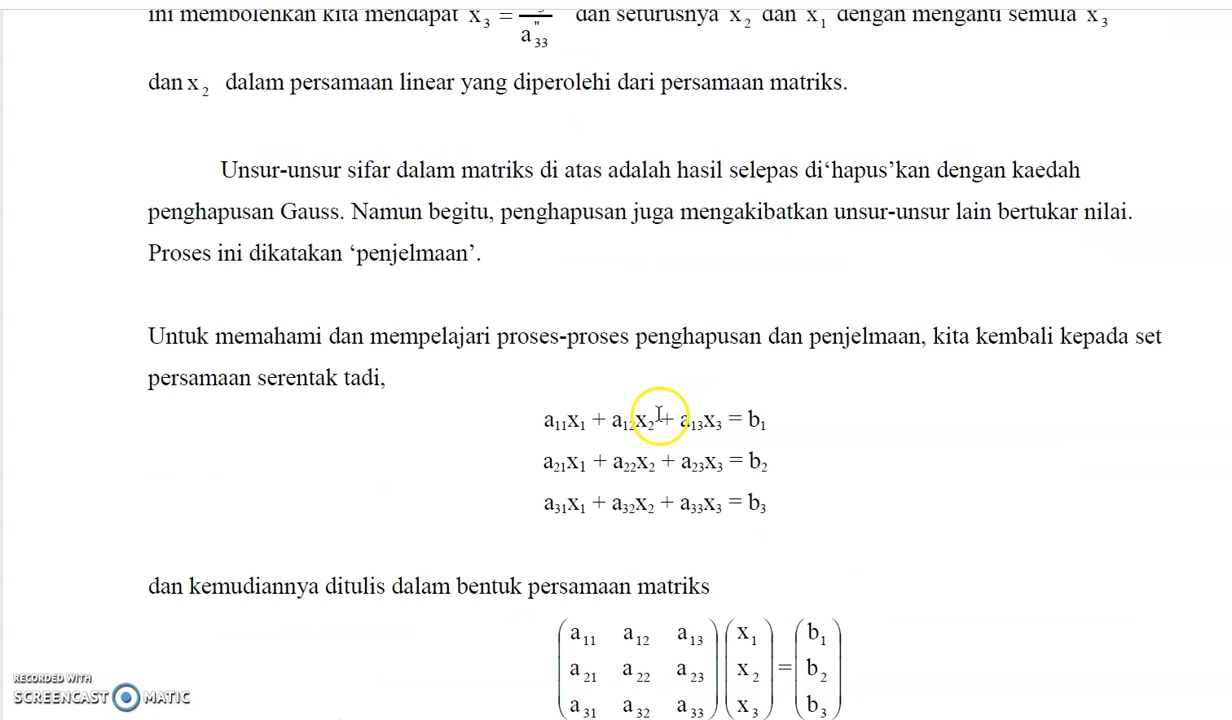 ini membolehkan kita mendapat x₃ = — a"₃₃ dan seturusnya x₂ dan x₁ dengan menganti semula x₃
dan x₂ dalam persamaan linear yang diperolehi dari persamaan matriks.
Unsur-unsur sifar dalam matriks di atas adalah hasil selepas di‘hapus’kan dengan kaedah
penghapusan Gauss. Namun begitu, penghapusan juga mengakibatkan unsur-unsur lain bertukar nilai.
Proses ini dikatakan ‘penjelmaan’.
Untuk memahami dan mempelajari proses-proses penghapusan dan penjelmaan, kita kembali kepada set
persamaan serentak tadi,
a₁₁x₁ + a₁₂x₂ + a₁₃x₃ = b₁
a₂₁x₁ + a₂₂x₂ + a₂₃x₃ = b₂
a₃₁x₁ + a₃₂x₂ + a₃₃x₃ = b₃
dan kemudiannya ditulis dalam bentuk persamaan matriks
a₁₁ a₁₂ a₁₃ x₁ b₁
a₂₁ a₂₂ a₂₃ x₂ = b₂
a₃₁ a₃₂ a₃₃ x₃ b₃
RECORDED WITH
SCREENCAST MATIC